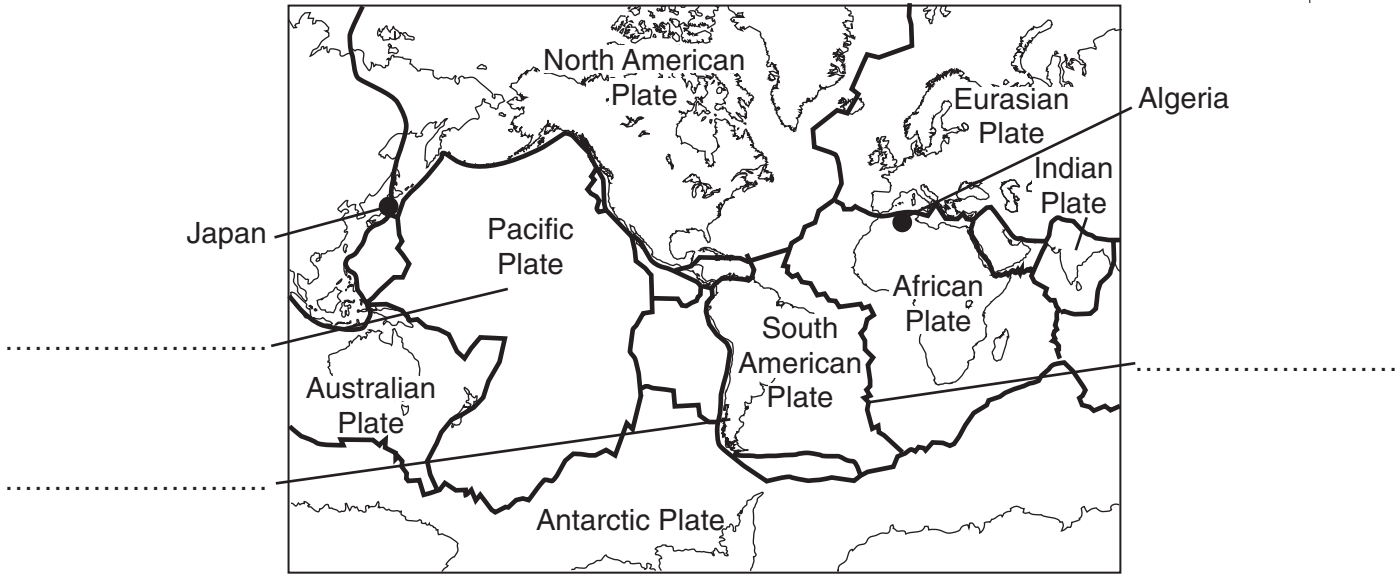 North American
Plate
Eurasian
Plate
Algeria
Indian
Plate
Japan
Pacific
Plate
African
Plate
South
American
Plate
Australian
Plate
Antarctic Plate